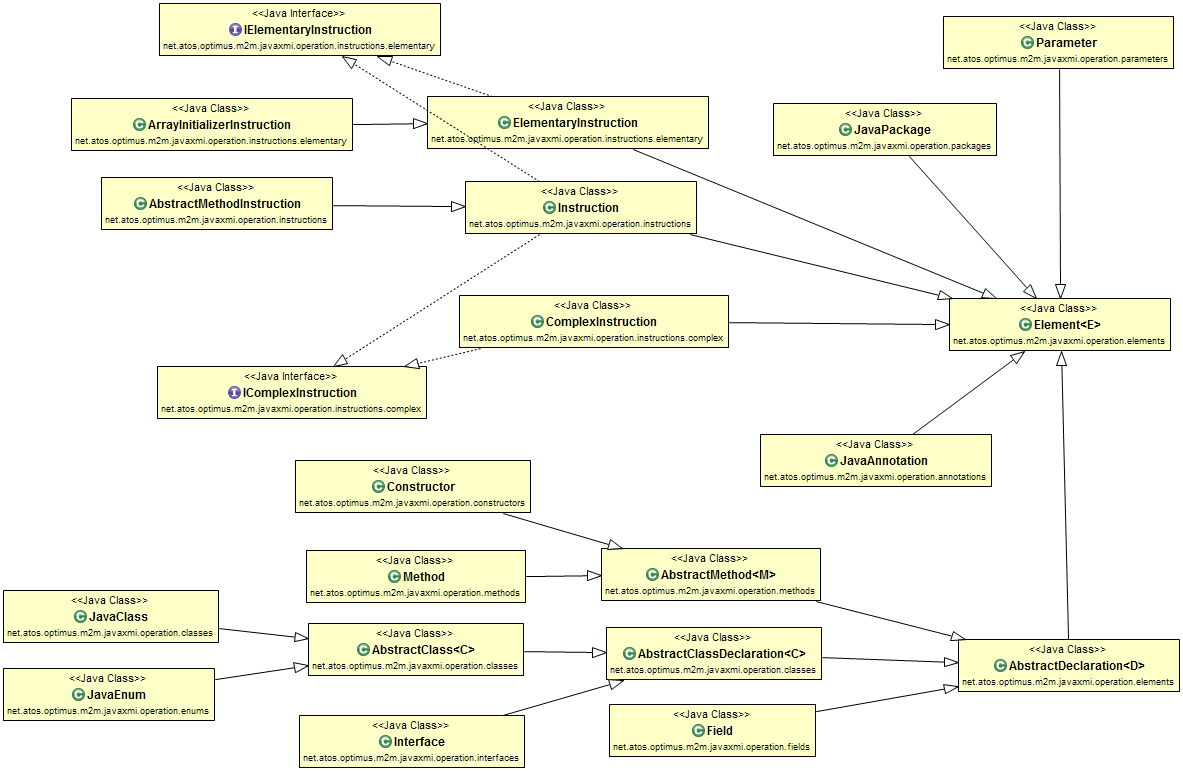 <<Java Interface>>
IElementaryInstruction
net.atos.optimus.m2m.javaxmi.operation.instructions.elementary
<<Java Class>>
Parameter
net.atos.optimus.m2m.javaxmi.operation.parameters
<<Java Class>>
ArrayInitializerInstruction
net.atos.optimus.m2m.javaxmi.operation.instructions.elementary
<<Java Class>>
ElementaryInstruction
net.atos.optimus.m2m.javaxmi.operation.instructions.elementary
<<Java Class>>
JavaPackage
net.atos.optimus.m2m.javaxmi.operation.packages
<<Java Class>>
AbstractMethodInstruction
net.atos.optimus.m2m.javaxmi.operation.instructions
<<Java Class>>
Instruction
net.atos.optimus.m2m.javaxmi.operation.instructions
<<Java Class>>
ComplexInstruction
net.atos.optimus.m2m.javaxmi.operation.instructions.complex
<<Java Class>>
Element<E>
net.atos.optimus.m2m.javaxmi.operation.elements
<<Java Interface>>
IComplexInstruction
net.atos.optimus.m2m.javaxmi.operation.instructions.complex
<<Java Class>>
JavaAnnotation
net.atos.optimus.m2m.javaxmi.operation.annotations
<<Java Class>>
Constructor
net.atos.optimus.m2m.javaxmi.operation.constructors
<<Java Class>>
Method
net.atos.optimus.m2m.javaxmi.operation.methods
<<Java Class>>
AbstractMethod<M>
net.atos.optimus.m2m.javaxmi.operation.methods
<<Java Class>>
JavaClass
net.atos.optimus.m2m.javaxmi.operation.classes
<<Java Class>>
AbstractClass<C>
net.atos.optimus.m2m.javaxmi.operation.classes
<<Java Class>>
AbstractClassDeclaration<C>
net.atos.optimus.m2m.javaxmi.operation.classes
<<Java Class>>
AbstractDeclaration<D>
net.atos.optimus.m2m.javaxmi.operation.elements
<<Java Class>>
JavaEnum
net.atos.optimus.m2m.javaxmi.operation.enums
<<Java Class>>
Interface
net.atos.optimus.m2m.javaxmi.operation.interfaces
<<Java Class>>
Field
net.atos.optimus.m2m.javaxmi.operation.fields